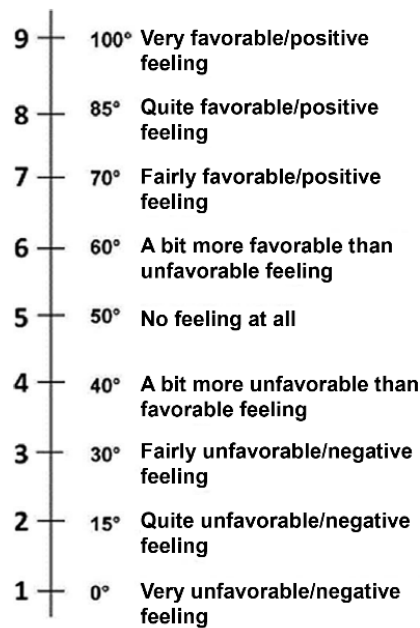 9 100° Very favorable/positive
feeling
8 85° Quite favorable/positive
feeling
7 70° Fairly favorable/positive
feeling
6 60° A bit more favorable than
unfavorable feeling
5 50° No feeling at all
4 40° A bit more unfavorable than
favorable feeling
3 30° Fairly unfavorable/negative
feeling
2 15° Quite unfavorable/negative
feeling
1 0° Very unfavorable/negative
feeling